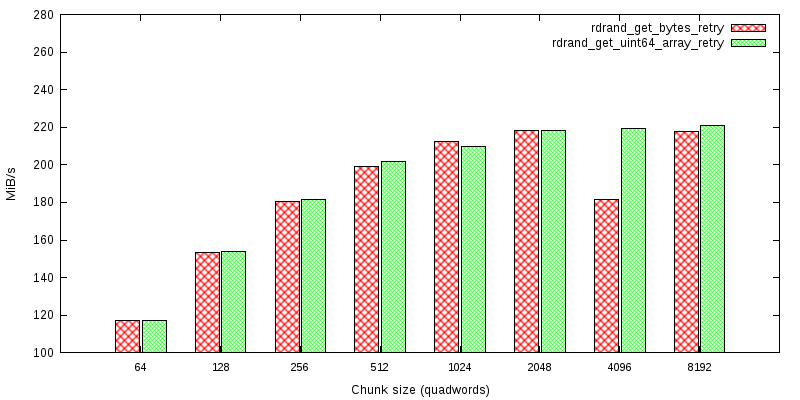 280
260
240
220
200
180
160
140
120
100
MiB/s
rdrand_get_bytes_retry
rdrand_get_uint64_array_retry
64 128 256 512 1024 2048 4096 8192
Chunk size (quadwords)